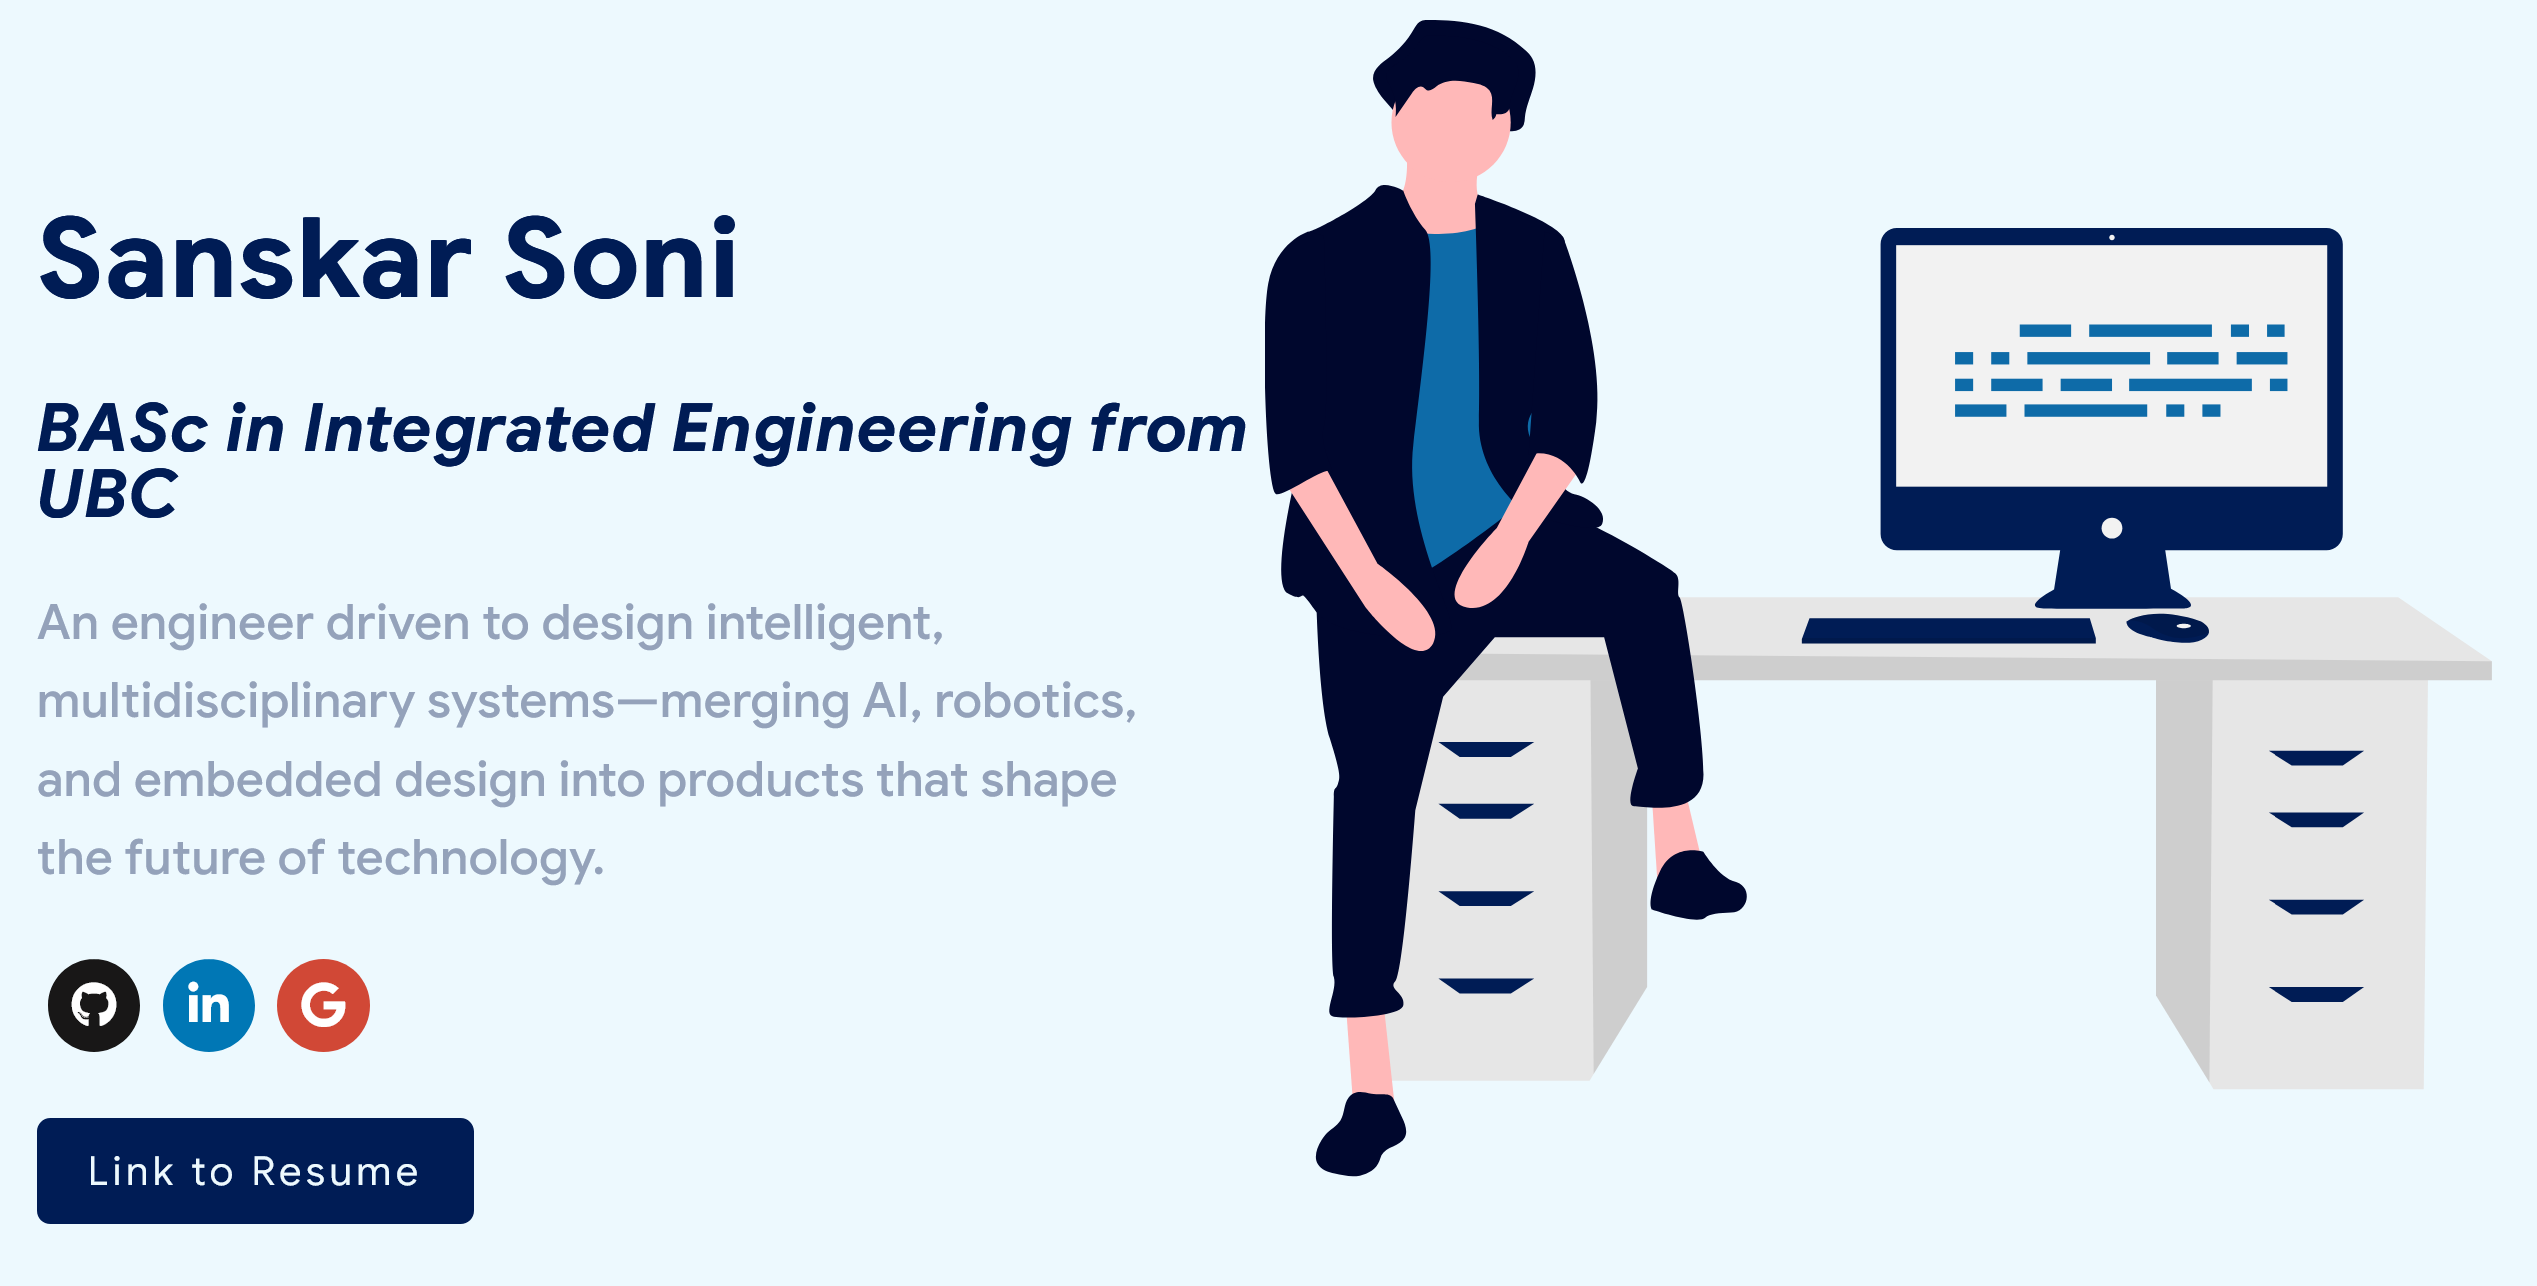 Sanskar Soni
BASc in Integrated Engineering from
UBC
An engineer driven to design intelligent,
multidisciplinary systems—merging AI, robotics,
and embedded design into products that shape
the future of technology.
in G
Link to Resume